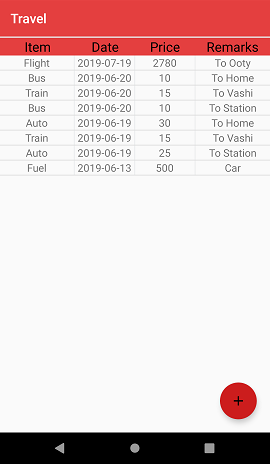 Travel
Item Date Price Remarks
Flight 2019-07-19 2780 To Ooty
Bus 2019-06-20 10 To Home
Train 2019-06-20 15 To Vashi
Bus 2019-06-20 10 To Station
Auto 2019-06-19 30 To Home
Train 2019-06-19 15 To Vashi
Auto 2019-06-19 25 To Station
Fuel 2019-06-13 500 Car
+